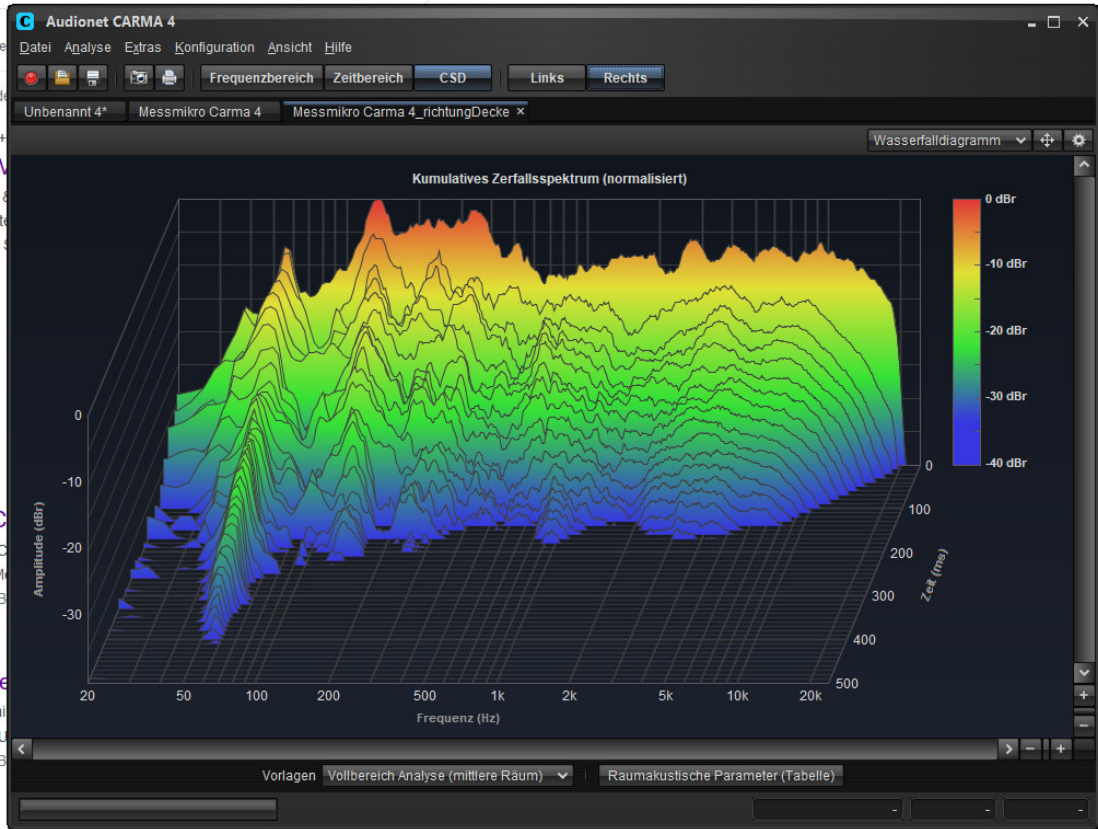 Audionet CARMA 4
Datei Analyse Extras Konfiguration Ansicht Hilfe
Frequenzbereich Zeitbereich CSD Links Rechts
Unbenannt 4* Messmikro Carma 4 Messmikro Carma 4_richtungDecke ×
Wasserfalldiagramm
Kumulatives Zerfallsspektrum (normalisiert)
0 dBr
-10 dBr
-20 dBr
-30 dBr
-40 dBr
Amplitude (dBr)
0
-10
-20
-30
0
100
200
300
400
500
Zeit (ms)
20 50 100 200 500 1k 2k 5k 10k 20k
Frequenz (Hz)
Vorlagen Vollbereich Analyse (mittlere Räum) Raumakustische Parameter (Tabelle)
- - -